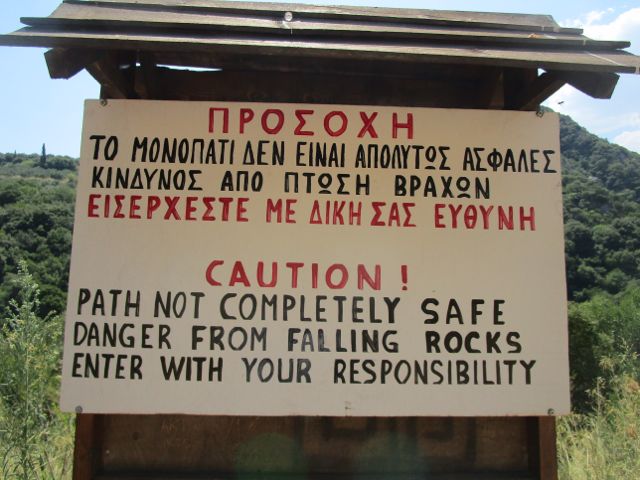 ΠΡΟΣΟΧΗ
ΤΟ ΜΟΝΟΠΑΤΙ ΔΕΝ ΕΙΝΑΙ ΑΠΟΛΥΤΩΣ ΑΣΦΑΛΕΣ
ΚΙΝΔΥΝΟΣ ΑΠΟ ΠΤΩΣΗ ΒΡΑΧΩΝ
ΕΙΣΕΡΧΕΣΤΕ ΜΕ ΔΙΚΗ ΣΑΣ ΕΥΘΥΝΗ
CAUTION !
PATH NOT COMPLETELY SAFE
DANGER FROM FALLING ROCKS
ENTER WITH YOUR RESPONSIBILITY